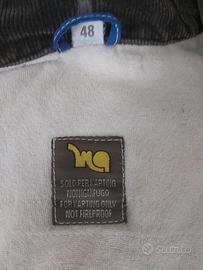 48
SOLO PER KARTING
NON IGNIFUGO
FOR KARTING ONLY
NOT FIREPROOF
subito